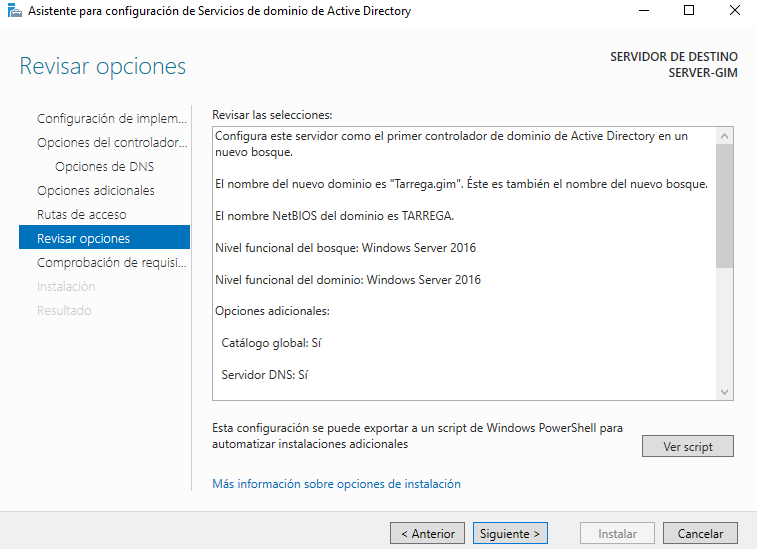 Asistente para configuración de Servicios de dominio de Active Directory
Revisar opciones
SERVIDOR DE DESTINO
SERVER-GIM
Configuración de implem...
Opciones del controlador...
Opciones de DNS
Opciones adicionales
Rutas de acceso
Revisar opciones
Comprobación de requisi...
Instalación
Resultado
Revisar las selecciones:
Configura este servidor como el primer controlador de dominio de Active Directory en un
nuevo bosque.
El nombre del nuevo dominio es "Tarrega.gim". Éste es también el nombre del nuevo bosque.
El nombre NetBIOS del dominio es TARREGA.
Nivel funcional del bosque: Windows Server 2016
Nivel funcional del dominio: Windows Server 2016
Opciones adicionales:
Catálogo global: Sí
Servidor DNS: Sí
Esta configuración se puede exportar a un script de Windows PowerShell para
automatizar instalaciones adicionales
Ver script
Más información sobre opciones de instalación
< Anterior
Siguiente >
Instalar
Cancelar